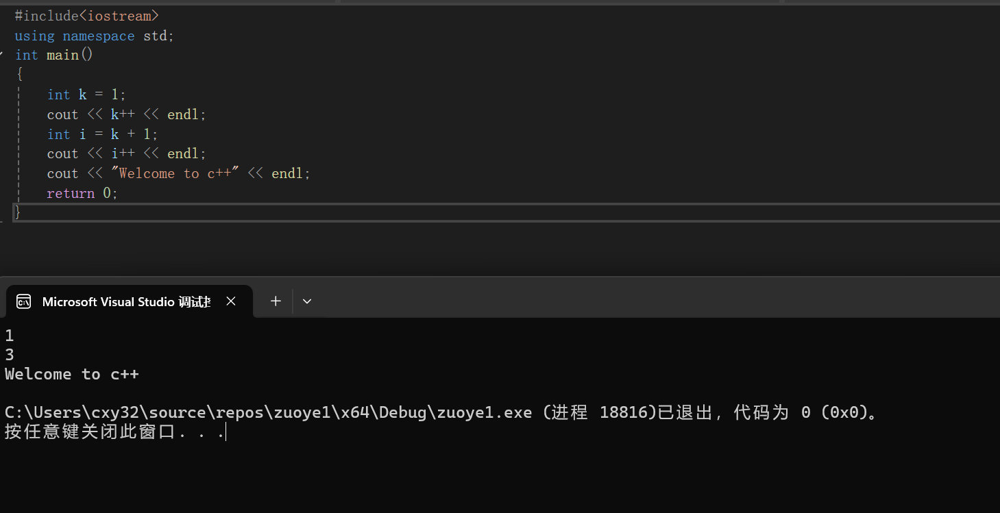 #include<iostream>
using namespace std;
int main()
{
    int k = 1;
    cout << k++ << endl;
    int i = k + 1;
    cout << i++ << endl;
    cout << "Welcome to c++" << endl;
    return 0;
}
Microsoft Visual Studio 调试
1
3
Welcome to c++
C:\Users\cxy32\source\repos\zuoye1\x64\Debug\zuoye1.exe (进程 18816)已退出，代码为 0 (0x0)。
按任意键关闭此窗口. . .